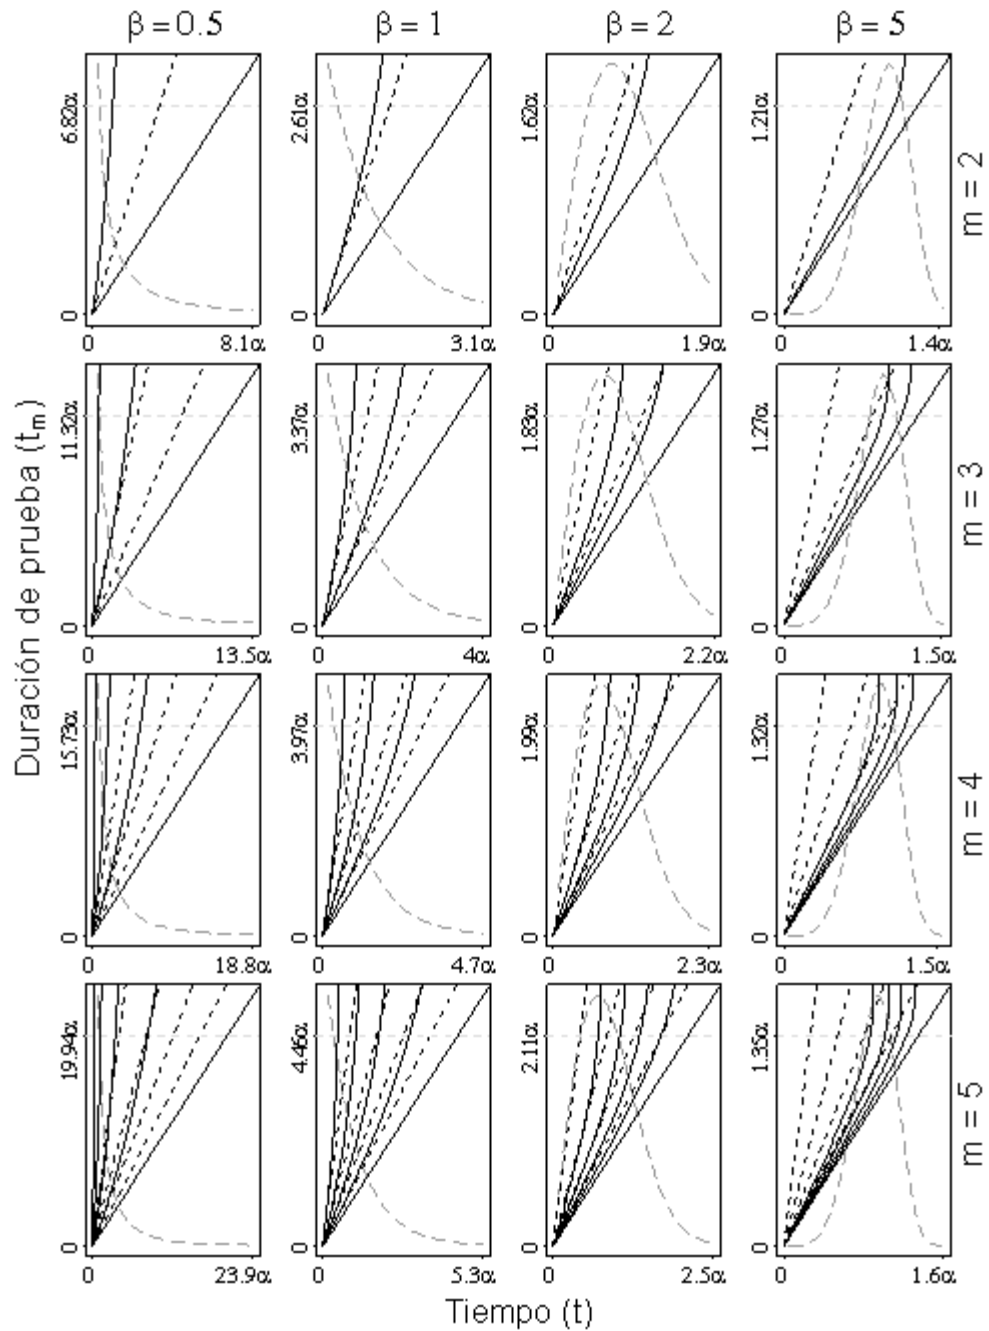 β = 0.5 β = 1 β = 2 β = 5
Duración de prueba (tm)
6.82α
0
0 8.1α
2.61α
0
0 3.1α
1.62α
0
0 1.9α
1.21α
0
0 1.4α
m = 2
11.32α
0
0 13.5α
3.37α
0
0 4α
1.83α
0
0 2.2α
1.27α
0
0 1.5α
m = 3
15.73α
0
0 18.8α
3.97α
0
0 4.7α
1.99α
0
0 2.3α
1.32α
0
0 1.5α
m = 4
19.94α
0
0 23.9α
4.46α
0
0 5.3α
2.11α
0
0 2.5α
1.35α
0
0 1.6α
m = 5
Tiempo (t)